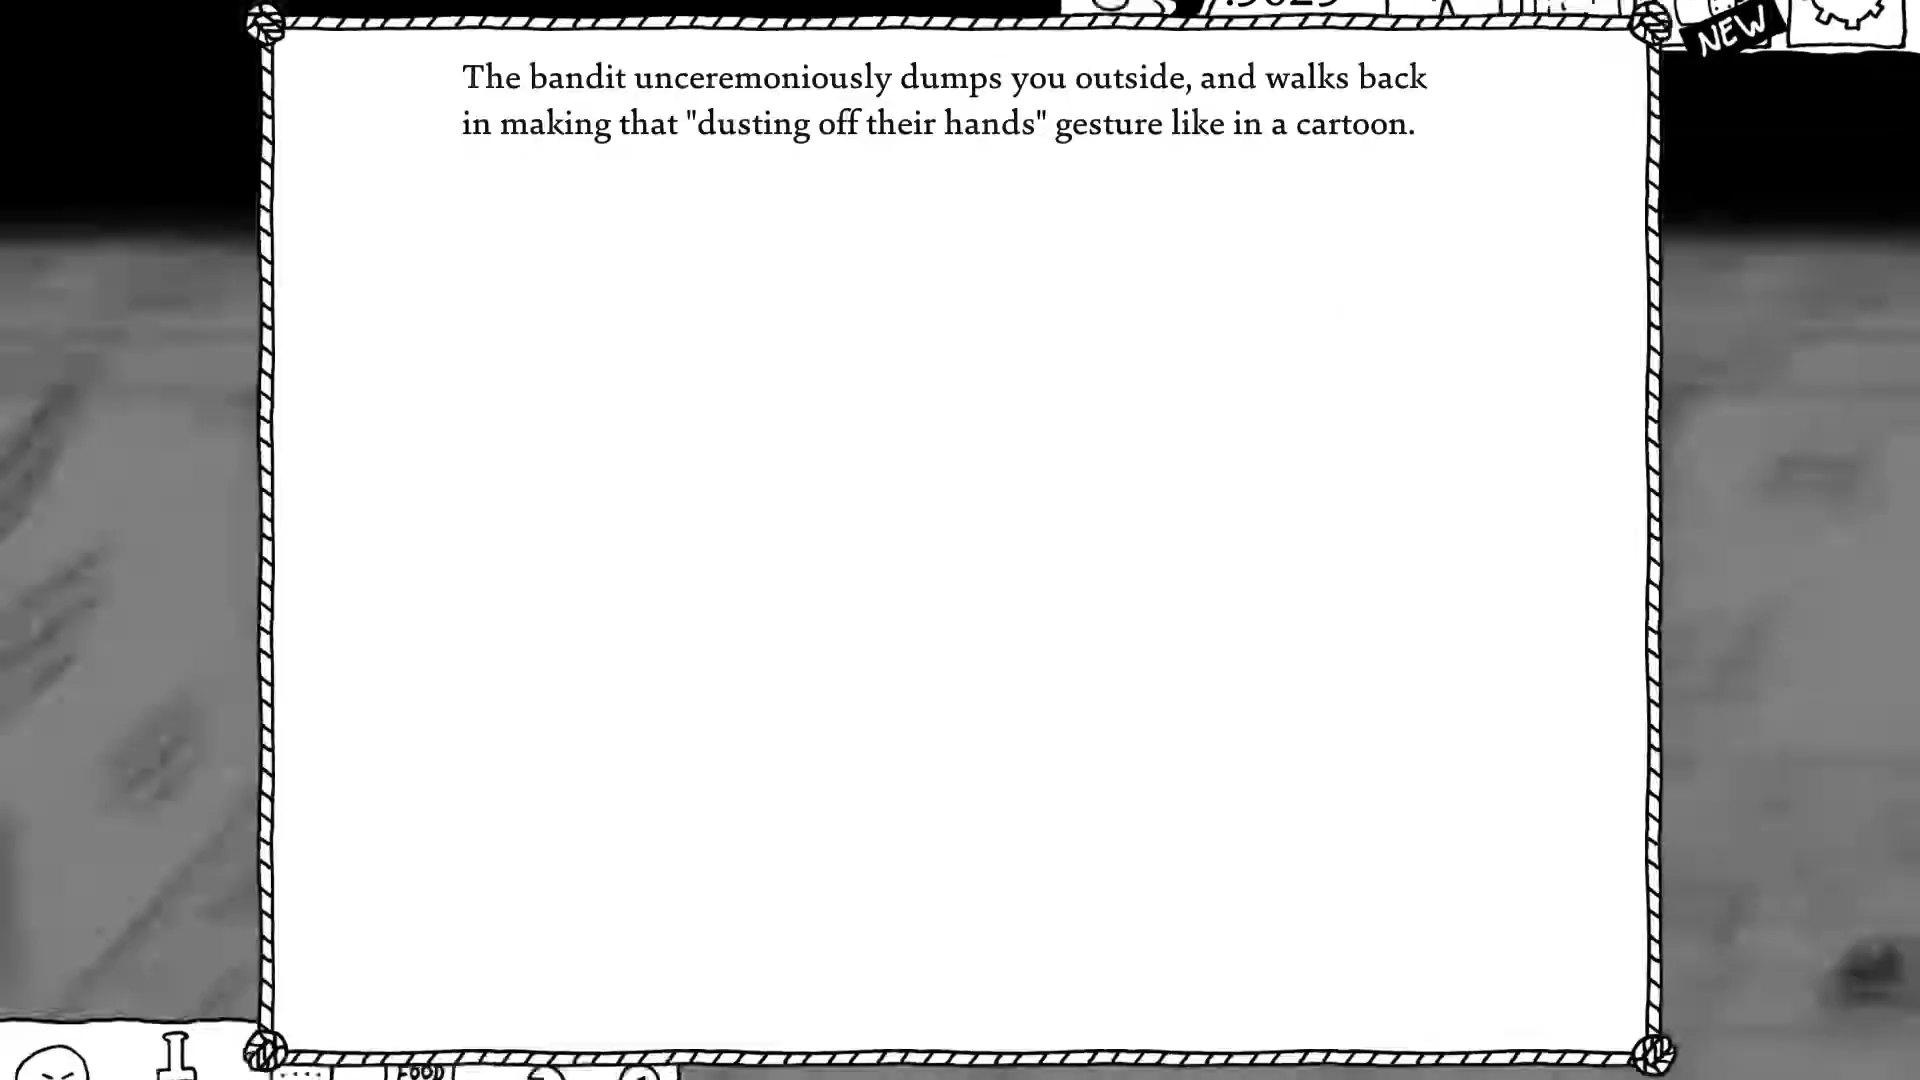 NEW
The bandit unceremoniously dumps you outside, and walks back
in making that "dusting off their hands" gesture like in a cartoon.
FOOD